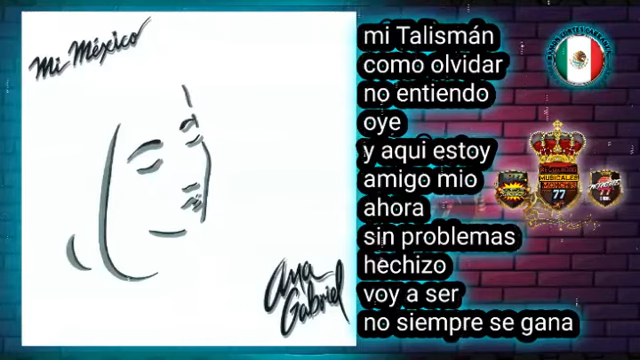 Mi México
Ana
Gabriel
mi Talismán
como olvidar
no entiendo
oye
y aqui estoy
amigo mio
ahora
sin problemas
hechizo
voy a ser
no siempre se gana
MUSICALES
77